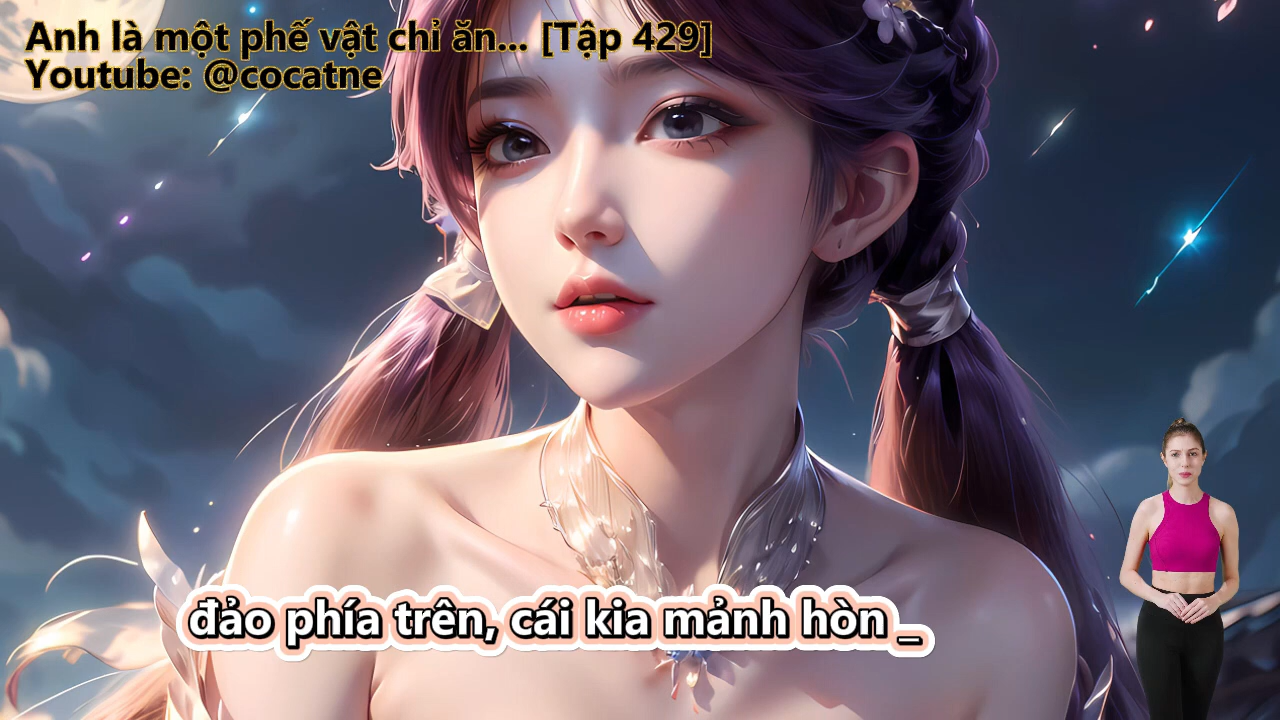 Anh là một phế vật chỉ ăn... [Tập 429]
Youtube: @cocatne
đảo phía trên, cái kia mảnh hòn _